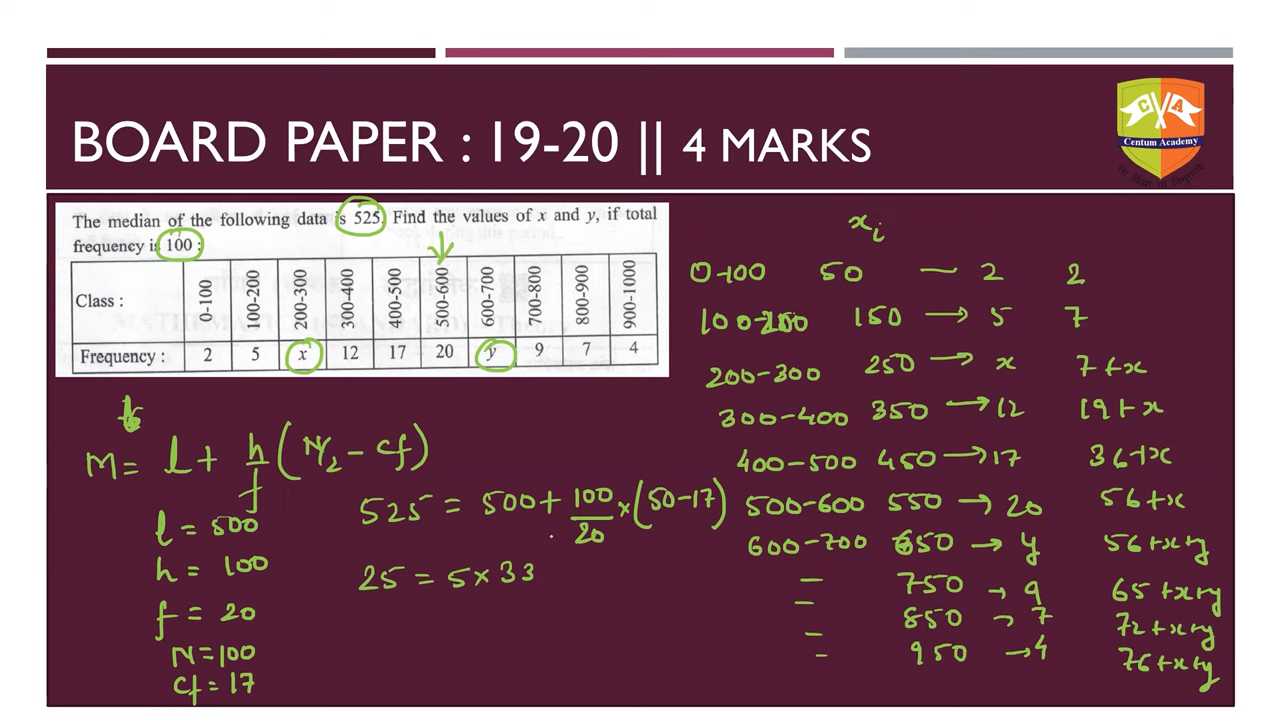 BOARD PAPER : 19-20 || 4 MARKS
C A
Centum Academy
The median of the following data is 525. Find the values of x and y, if total
frequency is 100 :
Class : 0-100 100-200 200-300 300-400 400-500 500-600 600-700 700-800 800-900 900-1000
Frequency : 2 5 x 12 17 20 y 9 7 4
M = l + h/f (N/2 - cf)
l = 500
h = 100
f = 20
N = 100
cf = 17
525 = 500 + 100/20 × (50-17)
25 = 5 × 33
xi
0-100 50 — 2 2
100-200 150 → 5 7
200-300 250 → x 7+x
300-400 350 → 12 19+x
400-500 450 → 17 36+x
500-600 550 → 20 56+x
600-700 650 → y 56+x+y
– 750 → 9 65+x+y
– 850 → 7 72+x+y
– 950 → 4 76+x+y